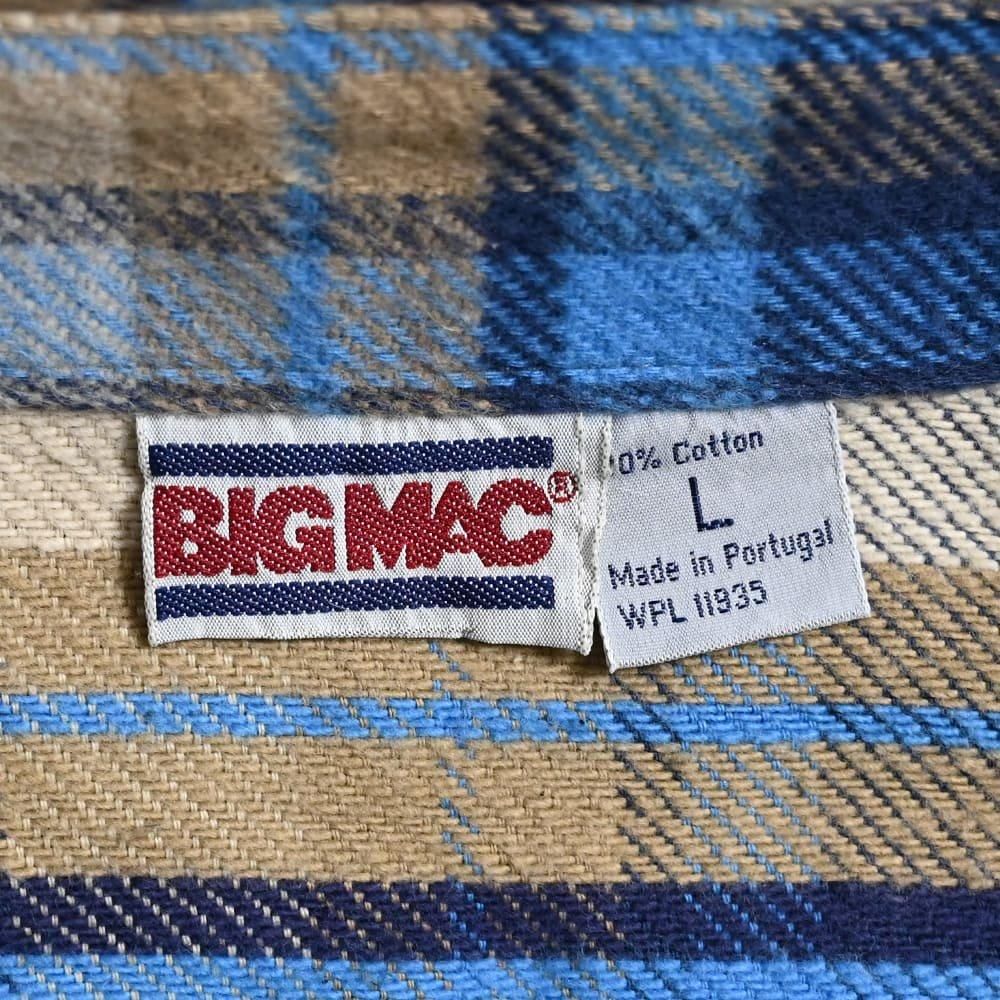 BIG MAC®
0% Cotton
L
Made in Portugal
WPL 11935